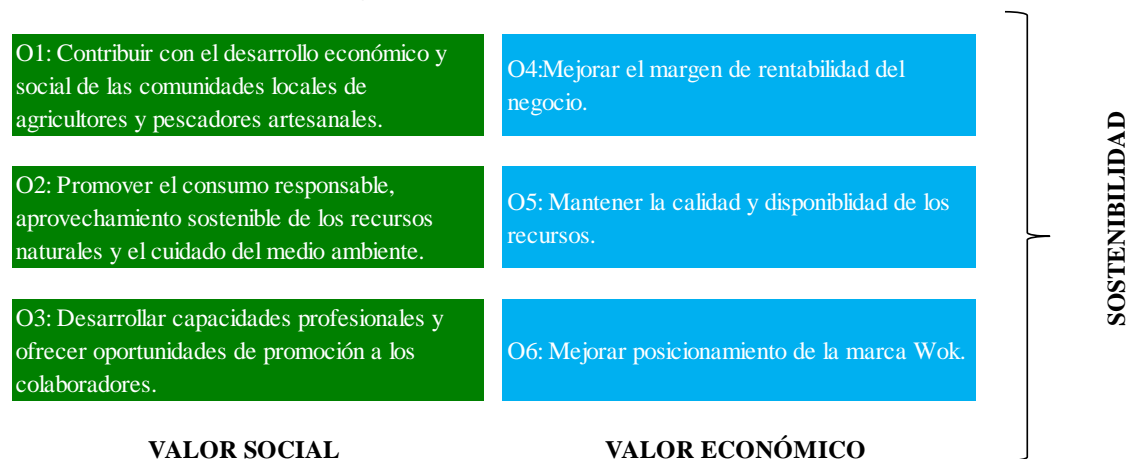 O1: Contribuir con el desarrollo económico y
social de las comunidades locales de
agricultores y pescadores artesanales.
O4:Mejorar el margen de rentabilidad del
negocio.
O2: Promover el consumo responsable,
aprovechamiento sostenible de los recursos
naturales y el cuidado del medio ambiente.
O5: Mantener la calidad y disponiblidad de los
recursos.
O3: Desarrollar capacidades profesionales y
ofrecer oportunidades de promoción a los
colaboradores.
O6: Mejorar posicionamiento de la marca Wok.
VALOR SOCIAL
VALOR ECONÓMICO
SOSTENIBILIDAD